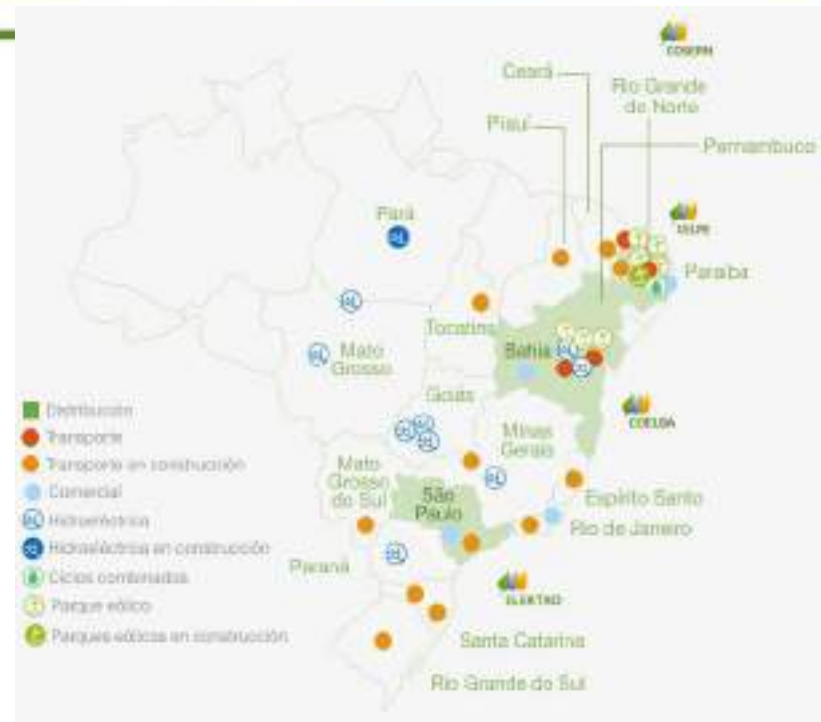 COSERN
Ceará
Rio Grande
do Norte
Piauí
Pernambuco
Pará
CELPE
Paraíba
Tocatins
Bahia
Mato
Grosso
Goiás
COELBA
Minas
Gerais
Distribución
Transporte
Transporte en construcción
Comercial
Hidroeléctrica
Hidroeléctrica en construcción
Ciclos combinados
Parque eólico
Parques eólicos en construcción
Mato
Grosso
do Sul
São
Paulo
Espírito Santo
Rio de Janeiro
Paraná
ELEKTRO
Santa Catarina
Rio Grande do Sul